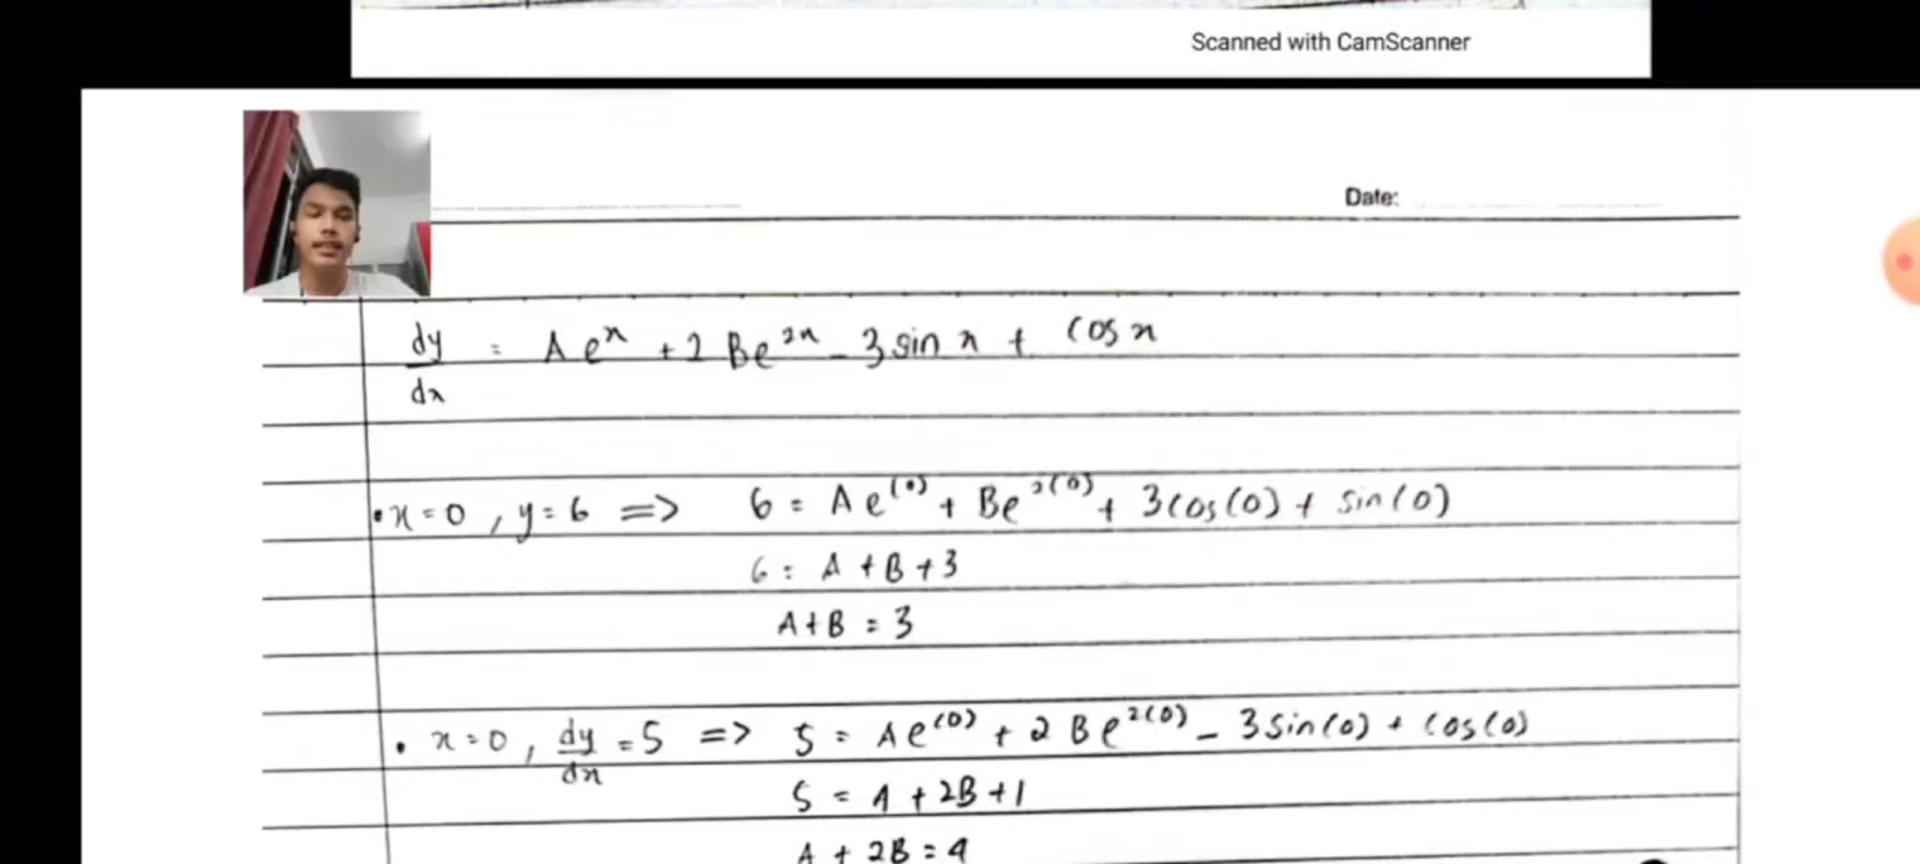 Scanned with CamScanner
Date:
dy/dx = Ae^x + 2Be^{2x} - 3sin x + cos x
• x=0, y=6 => 6 = Ae^{(0)} + Be^{2(0)} + 3cos(0) + sin(0)
6 = A+B+3
A+B = 3
• x=0, dy/dx = 5 => 5 = Ae^{(0)} + 2Be^{2(0)} - 3sin(0) + cos(0)
5 = A + 2B + 1
A + 2B = 4